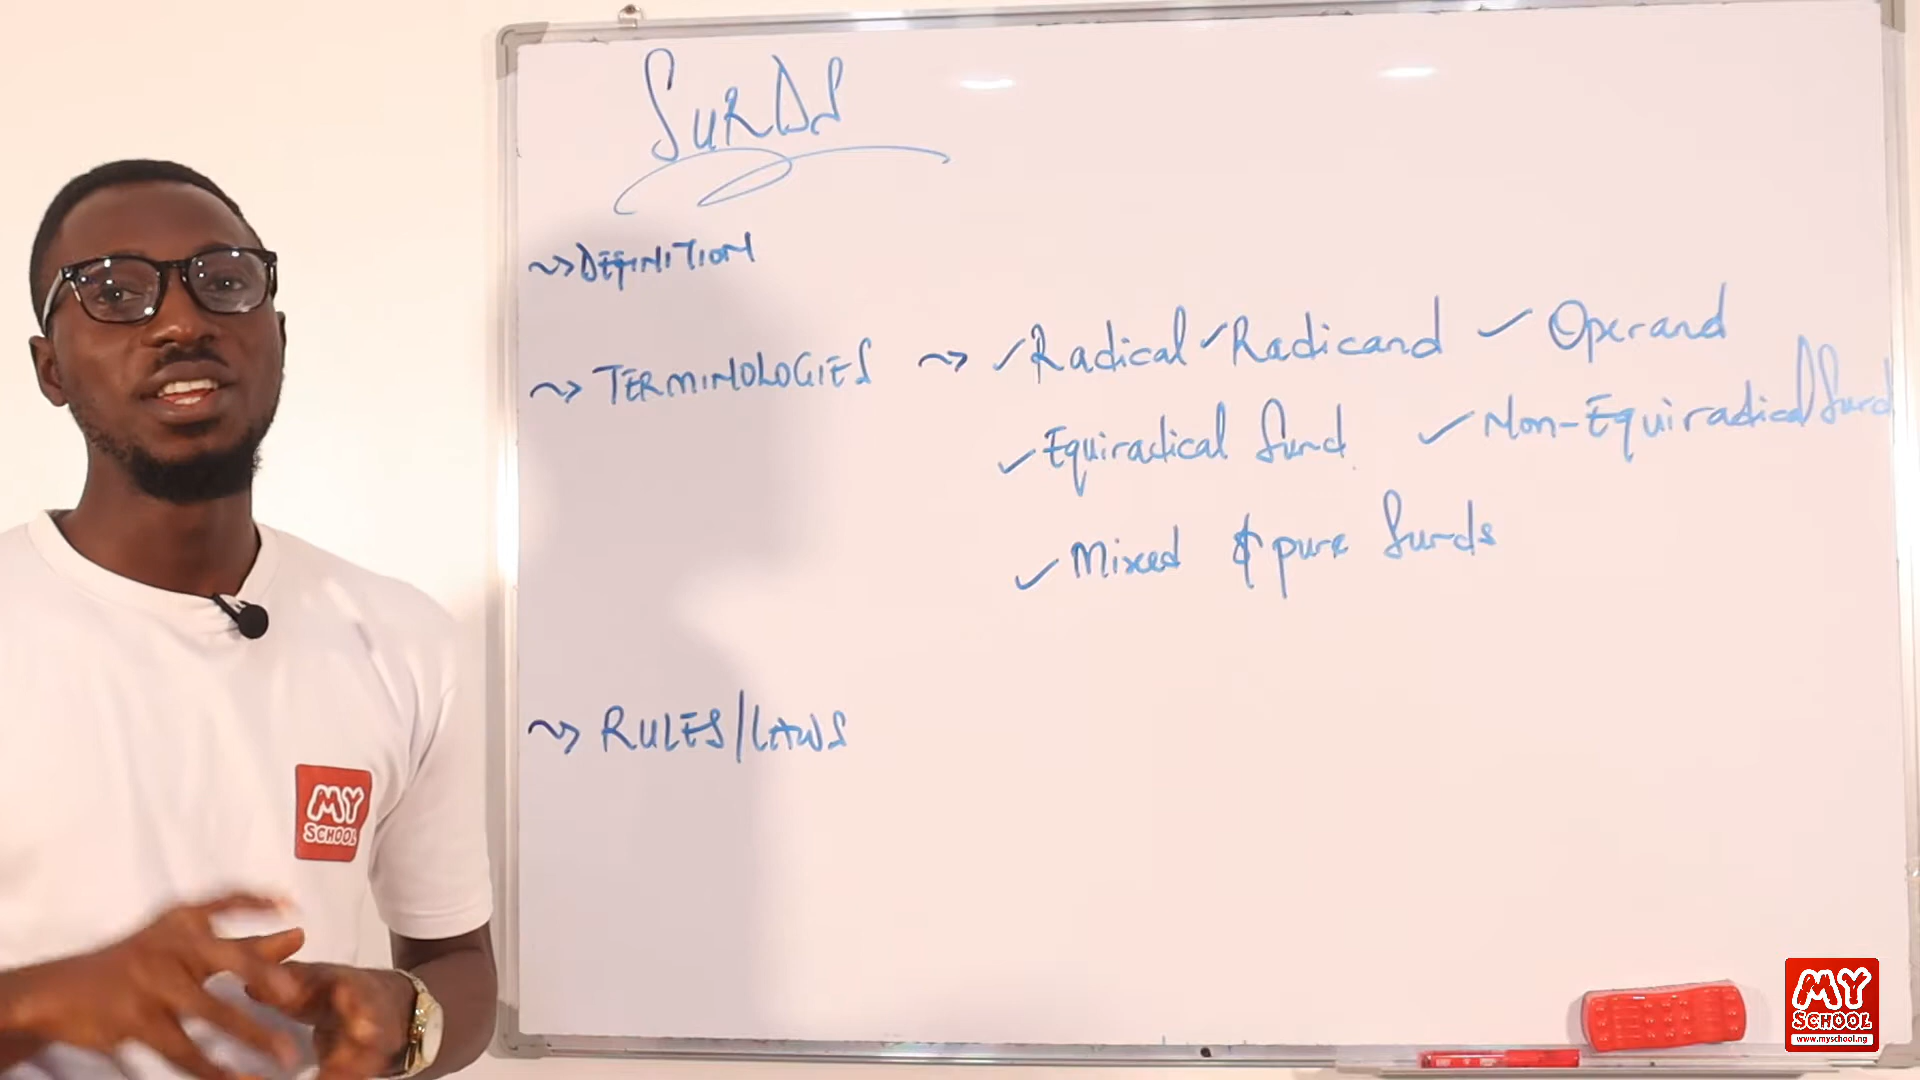 SURDS
~> DEFINITION
~> TERMINOLOGIES ~> ✓Radical ✓Radicand ✓ Operand
✓ Equiradical Surd ✓ Non-Equiradical Surd
✓ Mixed & pure Surds
~> RULES/LAWS
MY
SCHOOL
MY
SCHOOL
www.myschool.ng